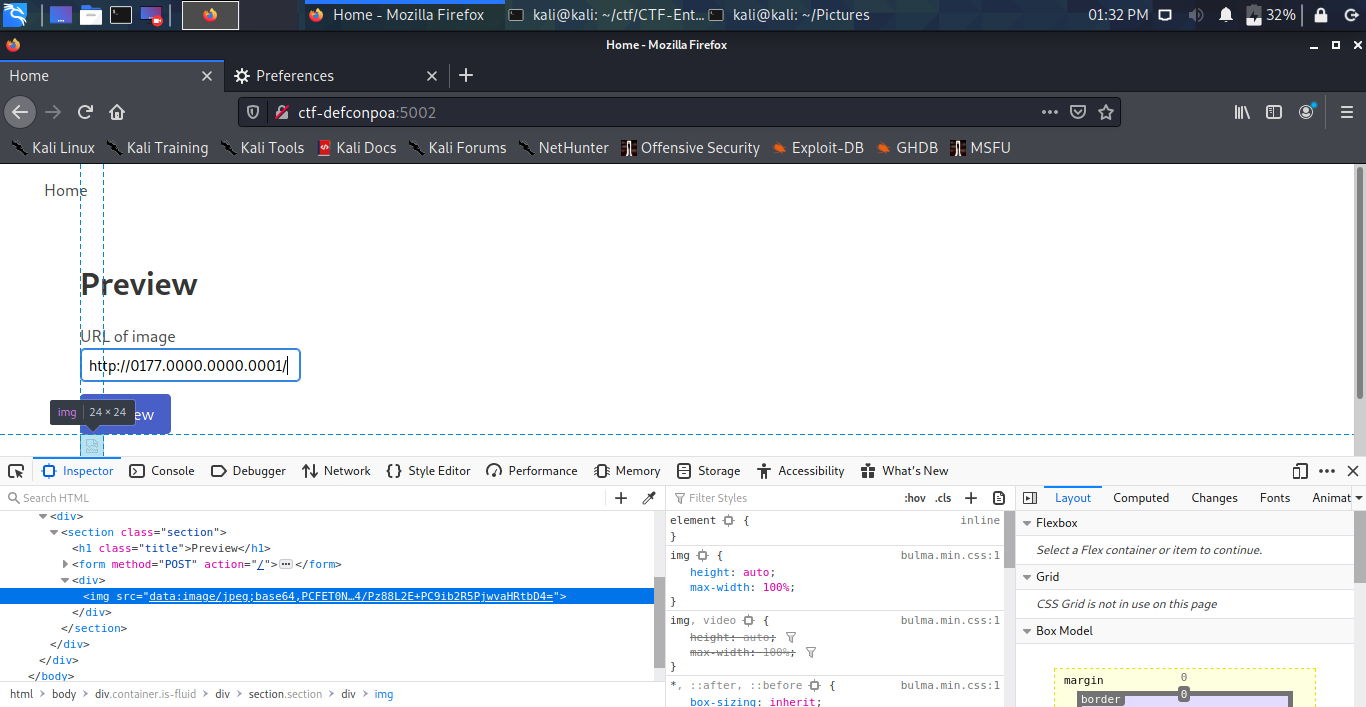 Home - Mozilla Firefox kali@kali: ~/ctf/CTF-Ent... kali@kali: ~/Pictures 01:32 PM 32%
Home - Mozilla Firefox
Home Preferences
ctf-defconpoa:5002
Kali Linux Kali Training Kali Tools Kali Docs Kali Forums NetHunter Offensive Security Exploit-DB GHDB MSFU
Home
Preview
URL of image
http://0177.0000.0000.0001/
img 24 × 24 ew
Inspector Console Debugger Network Style Editor Performance Memory Storage Accessibility What's New
Search HTML
Filter Styles :hov .cls
Layout Computed Changes Fonts Animat
<div>
<section class="section">
<h1 class="title">Preview</h1>
<form method="POST" action="/"> </form>
<div>
<img src="data:image/jpeg;base64,PCFET0N…4/Pz88L2E+PC9ib2R5PjwvaHRtbD4=">
</div>
</section>
</div>
</div>
</body>
html body div.container.is-fluid div section.section div img
element { inline
}
img { bulma.min.css:1
height: auto;
max-width: 100%;
}
img, video { bulma.min.css:1
height: auto;
max-width: 100%;
}
*, ::after, ::before { bulma.min.css:1
box-sizing: inherit;
Flexbox
Select a Flex container or item to continue.
Grid
CSS Grid is not in use on this page
Box Model
margin 0
border 0